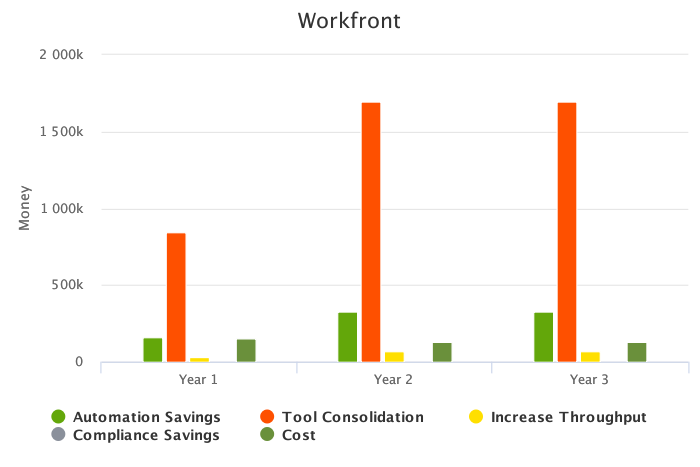 Workfront
2 000k
1 500k
1 000k
500k
0
Money
Year 1 Year 2 Year 3
Automation Savings Tool Consolidation Increase Throughput
Compliance Savings Cost